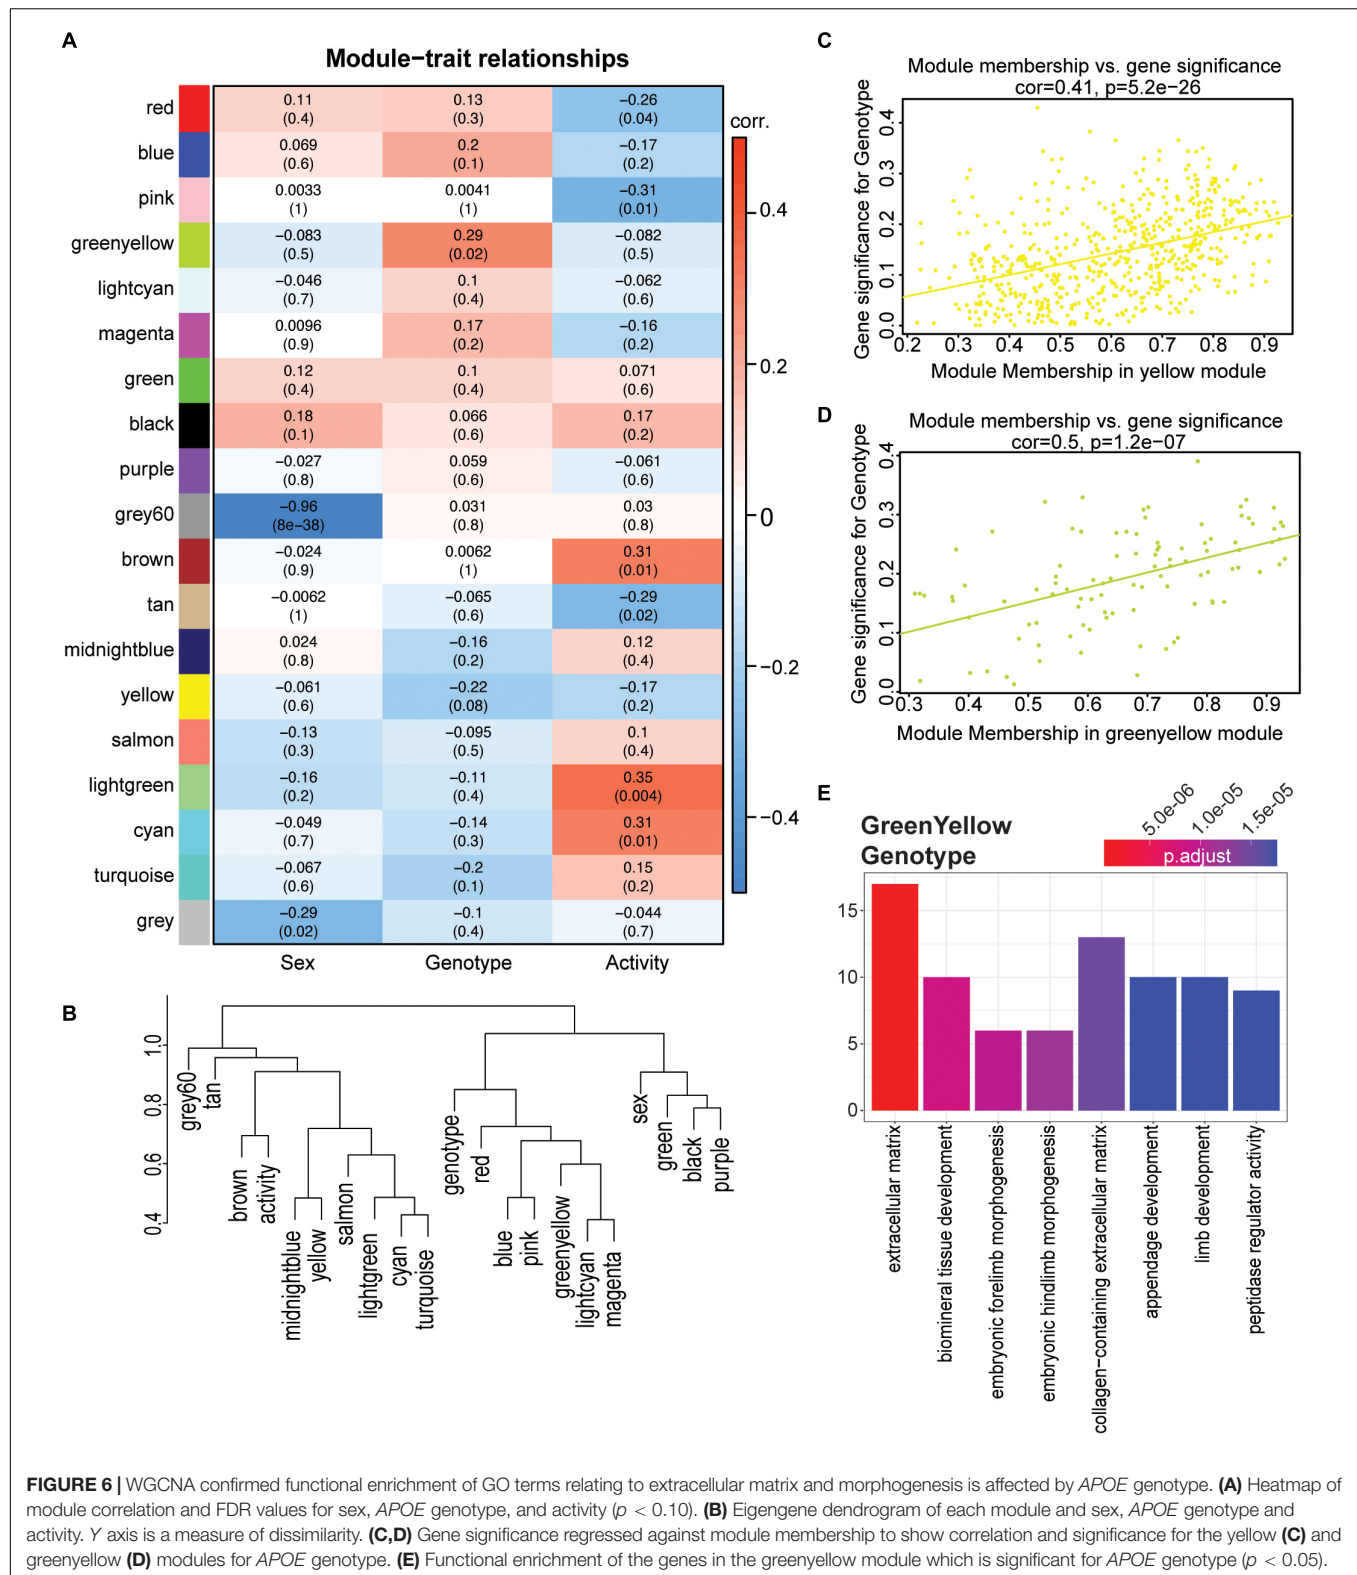 A
Module−trait relationships
red 0.11 0.13 −0.26
(0.4) (0.3) (0.04)
blue 0.069 0.2 −0.17
(0.6) (0.1) (0.2)
pink 0.0033 0.0041 −0.31
(1) (1) (0.01)
greenyellow −0.083 0.29 −0.082
(0.5) (0.02) (0.5)
lightcyan −0.046 0.1 −0.062
(0.7) (0.4) (0.6)
magenta 0.0096 0.17 −0.16
(0.9) (0.2) (0.2)
green 0.12 0.1 0.071
(0.4) (0.4) (0.6)
black 0.18 0.066 0.17
(0.1) (0.6) (0.2)
purple −0.027 0.059 −0.061
(0.8) (0.6) (0.6)
grey60 −0.96 0.031 0.03
(8e−38) (0.8) (0.8)
brown −0.024 0.0062 0.31
(0.9) (1) (0.01)
tan −0.0062 −0.065 −0.29
(1) (0.6) (0.02)
midnightblue 0.024 −0.16 0.12
(0.8) (0.2) (0.4)
yellow −0.061 −0.22 −0.17
(0.6) (0.08) (0.2)
salmon −0.13 −0.095 0.1
(0.3) (0.5) (0.4)
lightgreen −0.16 −0.11 0.35
(0.2) (0.4) (0.004)
cyan −0.049 −0.14 0.31
(0.7) (0.3) (0.01)
turquoise −0.067 −0.2 0.15
(0.6) (0.1) (0.2)
grey −0.29 −0.1 −0.044
(0.02) (0.4) (0.7)
Sex Genotype Activity
corr.
0.4
0.2
0
−0.2
−0.4
B
1.0
0.8
0.6
0.4
grey60
tan
brown
activity
midnightblue
yellow
salmon
lightgreen
cyan
turquoise
genotype
red
blue
pink
greenyellow
lightcyan
magenta
sex
green
black
purple
C
Module membership vs. gene significance
cor=0.41, p=5.2e−26
Gene significance for Genotype
0.4
0.3
0.2
0.1
0.0
0.2 0.3 0.4 0.5 0.6 0.7 0.8 0.9
Module Membership in yellow module
D
Module membership vs. gene significance
cor=0.5, p=1.2e−07
Gene significance for Genotype
0.4
0.3
0.2
0.1
0.0
0.3 0.4 0.5 0.6 0.7 0.8 0.9
Module Membership in greenyellow module
E
GreenYellow
Genotype
5.0e-06 1.0e-05 1.5e-05
p.adjust
15
10
5
0
extracellular matrix
biomineral tissue development
embryonic forelimb morphogenesis
embryonic hindlimb morphogenesis
collagen−containing extracellular matrix
appendage development
limb development
peptidase regulator activity
FIGURE 6 | WGCNA confirmed functional enrichment of GO terms relating to extracellular matrix and morphogenesis is affected by APOE genotype. (A) Heatmap of
module correlation and FDR values for sex, APOE genotype, and activity (p < 0.10). (B) Eigengene dendrogram of each module and sex, APOE genotype and
activity. Y axis is a measure of dissimilarity. (C,D) Gene significance regressed against module membership to show correlation and significance for the yellow (C) and
greenyellow (D) modules for APOE genotype. (E) Functional enrichment of the genes in the greenyellow module which is significant for APOE genotype (p < 0.05).